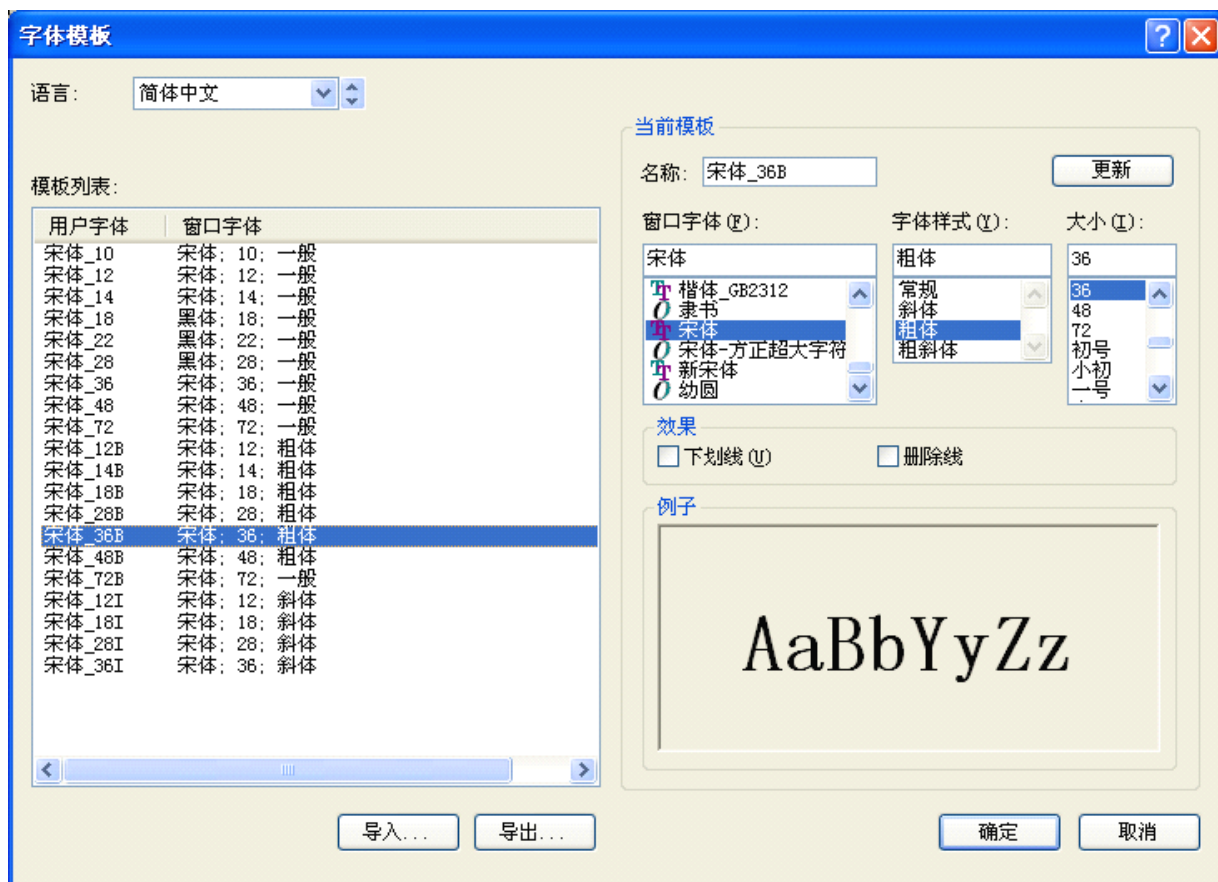 字体模板
语言: 简体中文
模板列表:
用户字体 窗口字体
宋体_10 宋体; 10; 一般
宋体_12 宋体; 12; 一般
宋体_14 宋体; 14; 一般
宋体_18 黑体; 18; 一般
宋体_22 黑体; 22; 一般
宋体_28 黑体; 28; 一般
宋体_36 宋体; 36; 一般
宋体_48 宋体; 48; 一般
宋体_72 宋体; 72; 一般
宋体_12B 宋体; 12; 粗体
宋体_14B 宋体; 14; 粗体
宋体_18B 宋体; 18; 粗体
宋体_28B 宋体; 28; 粗体
宋体_36B 宋体; 36; 粗体
宋体_48B 宋体; 48; 粗体
宋体_72B 宋体; 72; 一般
宋体_12I 宋体; 12; 斜体
宋体_18I 宋体; 18; 斜体
宋体_28I 宋体; 28; 斜体
宋体_36I 宋体; 36; 斜体
导入... 导出...
当前模板
名称: 宋体_36B 更新
窗口字体(F): 字体样式(Y): 大小(I):
宋体 粗体 36
楷体_GB2312 常规 36
隶书 斜体 48
宋体 粗体 72
宋体-方正超大字符 粗斜体 初号
新宋体 小初
幼圆 一号
效果
下划线(U) 删除线
例子
AaBbYyZz
确定 取消